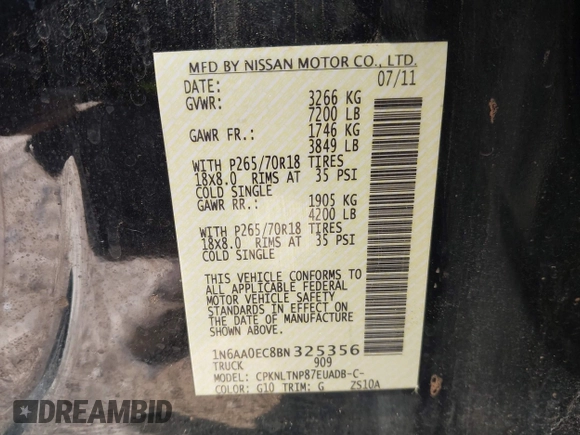 MFD BY NISSAN MOTOR CO., LTD.
DATE: 07/11
GVWR: 3266 KG
7200 LB
GAWR FR.: 1746 KG
3849 LB
WITH P265/70R18 TIRES
18X8.0 RIMS AT 35 PSI
COLD SINGLE
GAWR RR.: 1905 KG
4200 LB
WITH P265/70R18 TIRES
18X8.0 RIMS AT 35 PSI
COLD SINGLE
THIS VEHICLE CONFORMS TO
ALL APPLICABLE FEDERAL
MOTOR VEHICLE SAFETY
STANDARDS IN EFFECT ON
THE DATE OF MANUFACTURE
SHOWN ABOVE.
1N6AA0EC8BN325356
TRUCK 909
MODEL: CPKNLTNP87EUADB-C-
COLOR: G10 TRIM: G ZS10A
DREAMBID